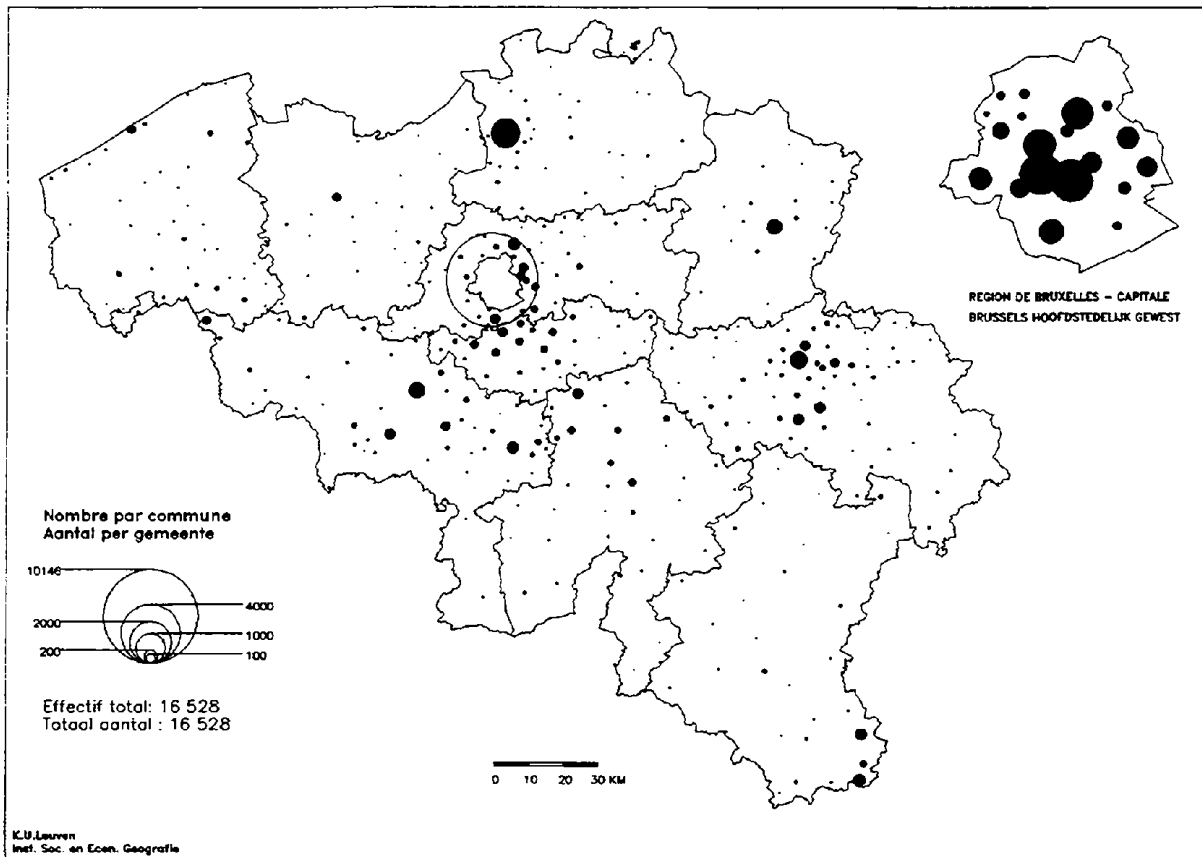 REGION DE BRUXELLES - CAPITALE
BRUSSELS HOOFDSTEDELIJK GEWEST
Nombre par commune
Aantal per gemeente
10146
4000
2000
1000
200
100
Effectif total: 16 528
Totaal aantal : 16 528
0 10 20 30 KM
K.U.Leuven
Inst. Soc. en Econ. Geografie